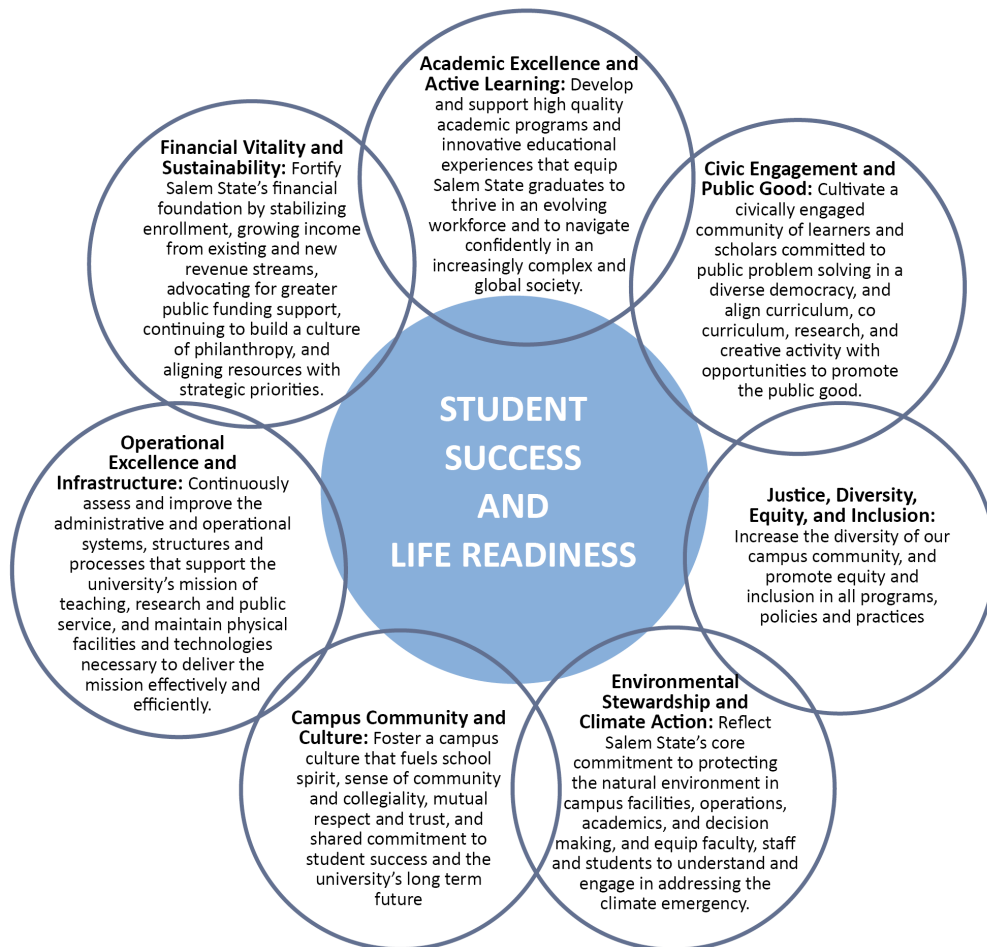 Academic Excellence and
Active Learning: Develop
and support high quality
academic programs and
innovative educational
experiences that equip
Salem State graduates to
thrive in an evolving
workforce and to navigate
confidently in an
increasingly complex and
global society.
Civic Engagement and
Public Good: Cultivate a
civically engaged
community of learners and
scholars committed to
public problem solving in a
diverse democracy, and
align curriculum, co
curriculum, research, and
creative activity with
opportunities to promote
the public good.
Justice, Diversity,
Equity, and Inclusion:
Increase the diversity of our
campus community, and
promote equity and
inclusion in all programs,
policies and practices
Environmental
Stewardship and
Climate Action: Reflect
Salem State’s core
commitment to protecting
the natural environment in
campus facilities, operations,
academics, and decision
making, and equip faculty, staff
and students to understand and
engage in addressing the
climate emergency.
Campus Community and
Culture: Foster a campus
culture that fuels school
spirit, sense of community
and collegiality, mutual
respect and trust, and
shared commitment to
student success and the
university’s long term
future
Operational
Excellence and
Infrastructure: Continuously
assess and improve the
administrative and operational
systems, structures and
processes that support the
university’s mission of
teaching, research and public
service, and maintain physical
facilities and technologies
necessary to deliver the
mission effectively and
efficiently.
Financial Vitality and
Sustainability: Fortify
Salem State’s financial
foundation by stabilizing
enrollment, growing income
from existing and new
revenue streams,
advocating for greater
public funding support,
continuing to build a culture
of philanthropy, and
aligning resources with
strategic priorities.
STUDENT
SUCCESS
AND
LIFE READINESS